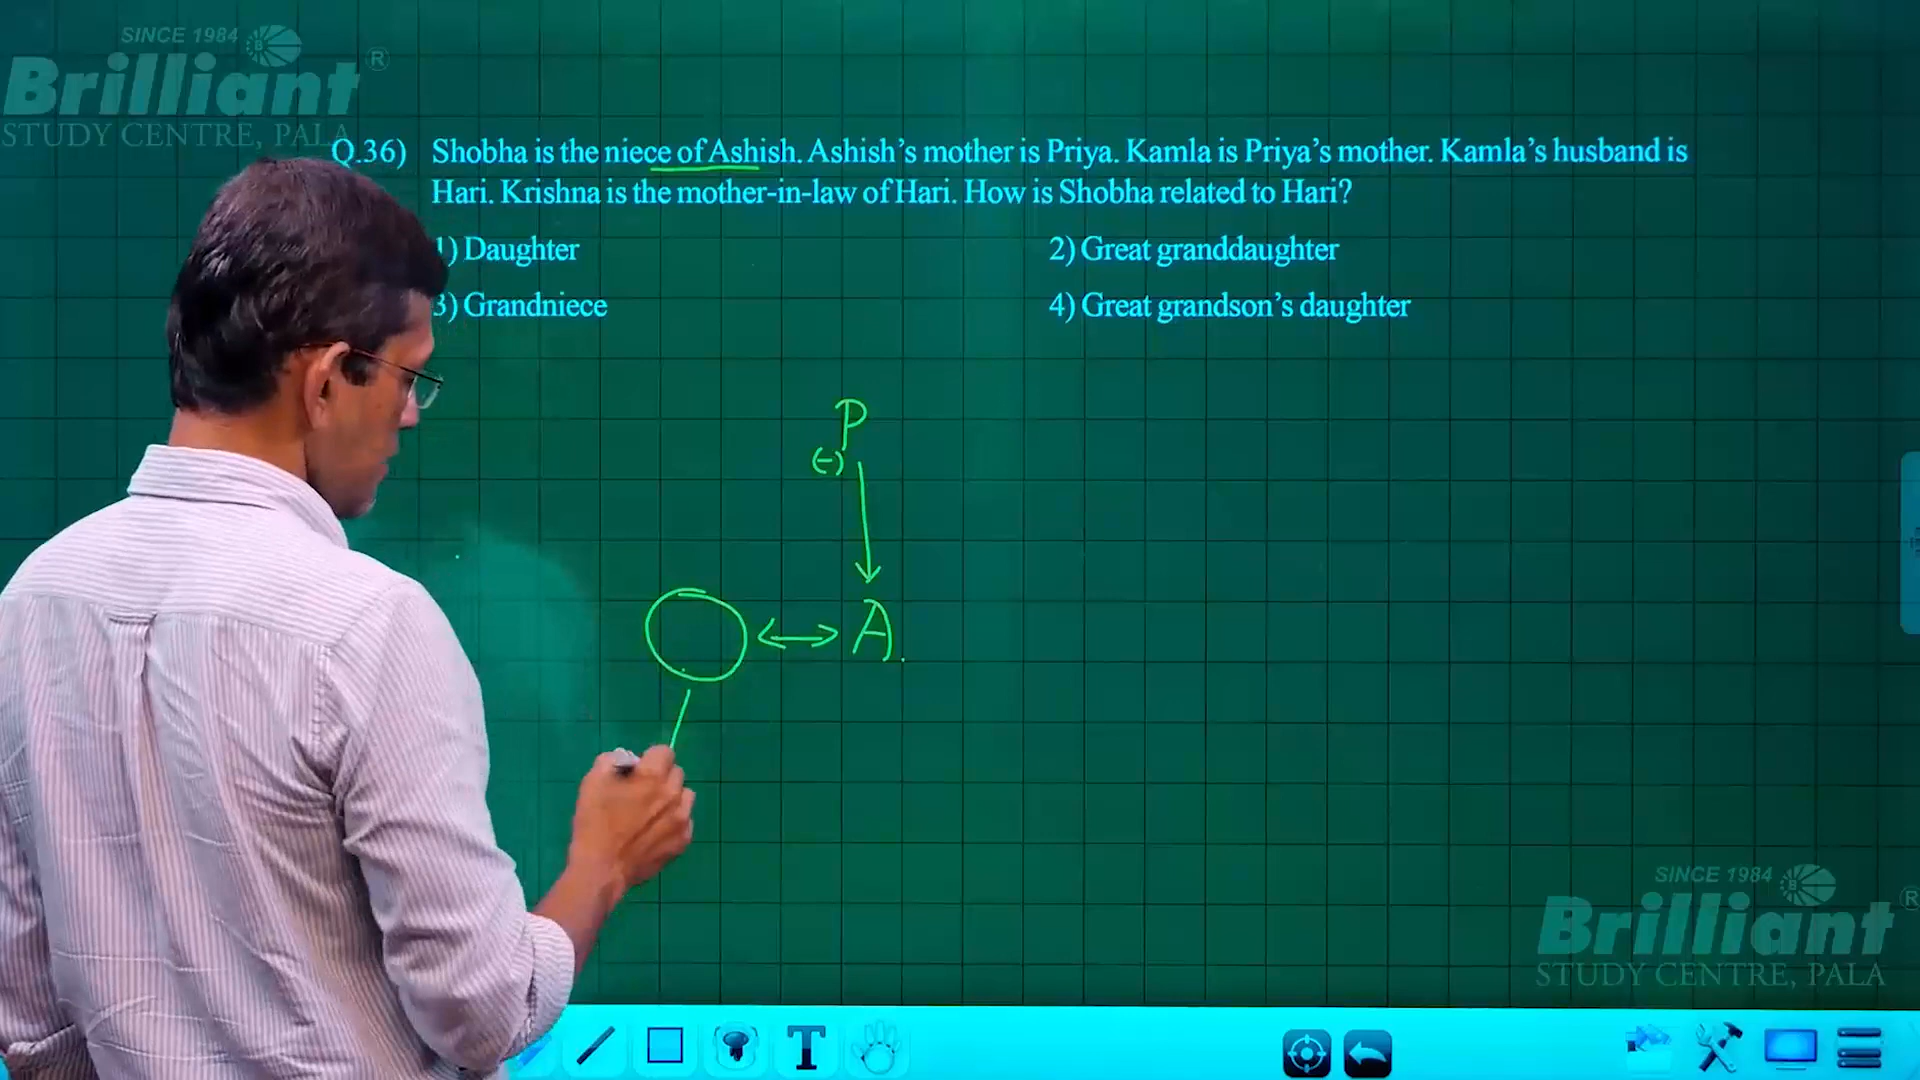 SINCE 1984
Brilliant ®
STUDY CENTRE, PALA
Q.36) Shobha is the niece of Ashish. Ashish’s mother is Priya. Kamla is Priya’s mother. Kamla’s husband is
Hari. Krishna is the mother-in-law of Hari. How is Shobha related to Hari?
1) Daughter 2) Great granddaughter
3) Grandniece 4) Great grandson’s daughter
P
(-)
A
SINCE 1984
Brilliant ®
STUDY CENTRE, PALA
T